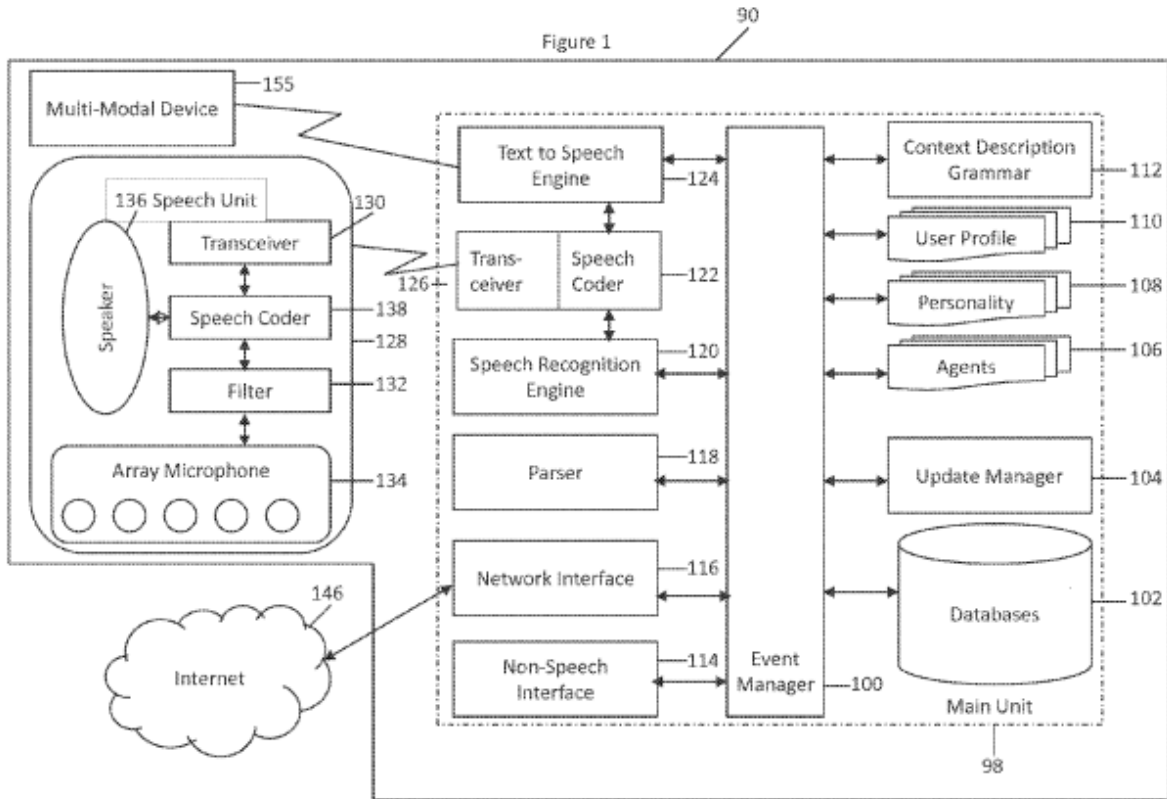 90
Figure 1
Multi-Modal Device
155
136 Speech Unit
Transceiver
130
Speaker
Speech Coder
138
128
Filter
132
Array Microphone
134
Internet
146
Text to Speech
Engine
124
Trans-
ceiver
126
Speech
Coder
122
Speech Recognition
Engine
120
Parser
118
Network Interface
116
Non-Speech
Interface
114
Event
Manager
100
Context Description
Grammar
112
User Profile
110
Personality
108
Agents
106
Update Manager
104
Databases
102
Main Unit
98